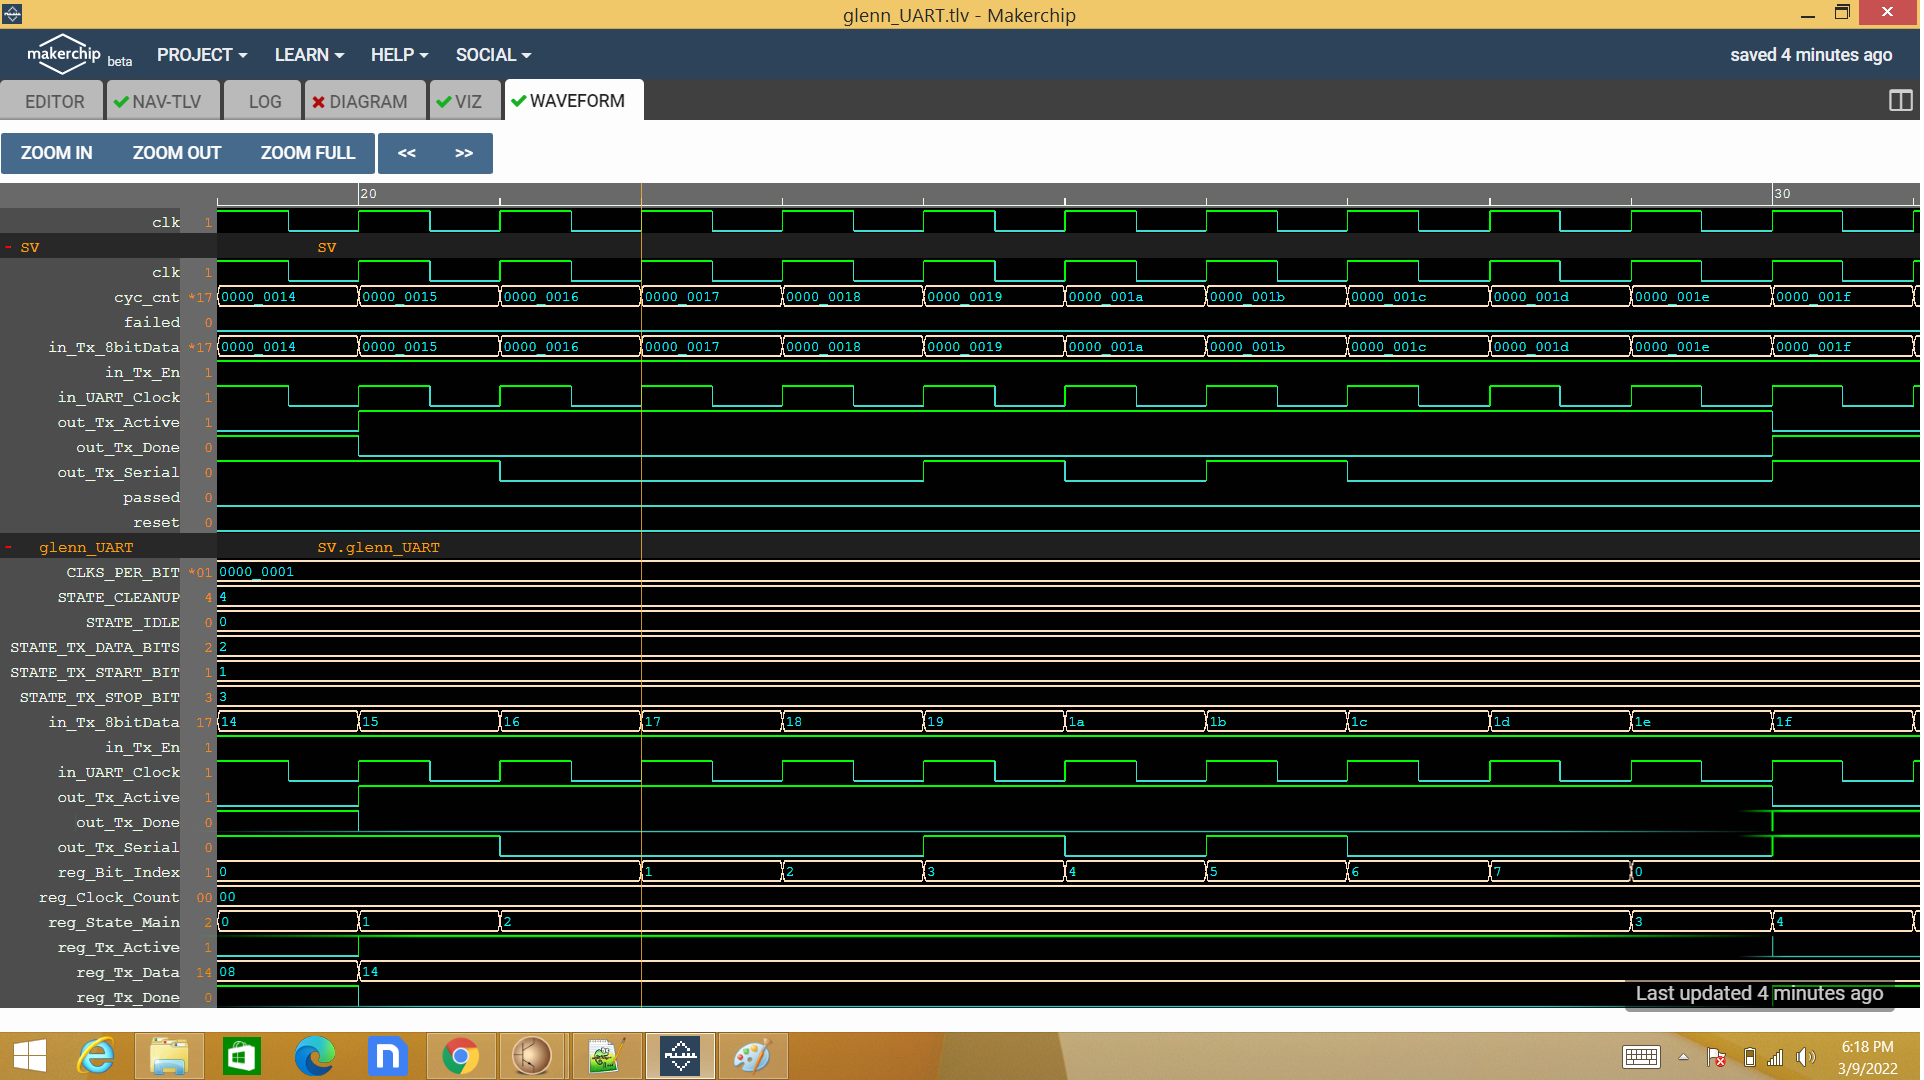 glenn_UART.tlv - Makerchip
makerchip beta PROJECT LEARN HELP SOCIAL saved 4 minutes ago
EDITOR NAV-TLV LOG DIAGRAM VIZ WAVEFORM
ZOOM IN ZOOM OUT ZOOM FULL << >>
20 30
clk 1
- SV SV
clk 1
cyc_cnt *17 0000_0014 0000_0015 0000_0016 0000_0017 0000_0018 0000_0019 0000_001a 0000_001b 0000_001c 0000_001d 0000_001e 0000_001f
failed 0
in_Tx_8bitData *17 0000_0014 0000_0015 0000_0016 0000_0017 0000_0018 0000_0019 0000_001a 0000_001b 0000_001c 0000_001d 0000_001e 0000_001f
in_Tx_En 1
in_UART_Clock 1
out_Tx_Active 1
out_Tx_Done 0
out_Tx_Serial 0
passed 0
reset 0
- glenn_UART SV.glenn_UART
CLKS_PER_BIT *01 0000_0001
STATE_CLEANUP 4 4
STATE_IDLE 0 0
STATE_TX_DATA_BITS 2 2
STATE_TX_START_BIT 1 1
STATE_TX_STOP_BIT 3 3
in_Tx_8bitData 17 14 15 16 17 18 19 1a 1b 1c 1d 1e 1f
in_Tx_En 1
in_UART_Clock 1
out_Tx_Active 1
out_Tx_Done 0
out_Tx_Serial 0
reg_Bit_Index 1 0 1 2 3 4 5 6 7 0
reg_Clock_Count 00 00
reg_State_Main 2 0 1 2 3 4
reg_Tx_Active 1
reg_Tx_Data 14 08 14
reg_Tx_Done 0
Last updated 4 minutes ago
6:18 PM
3/9/2022